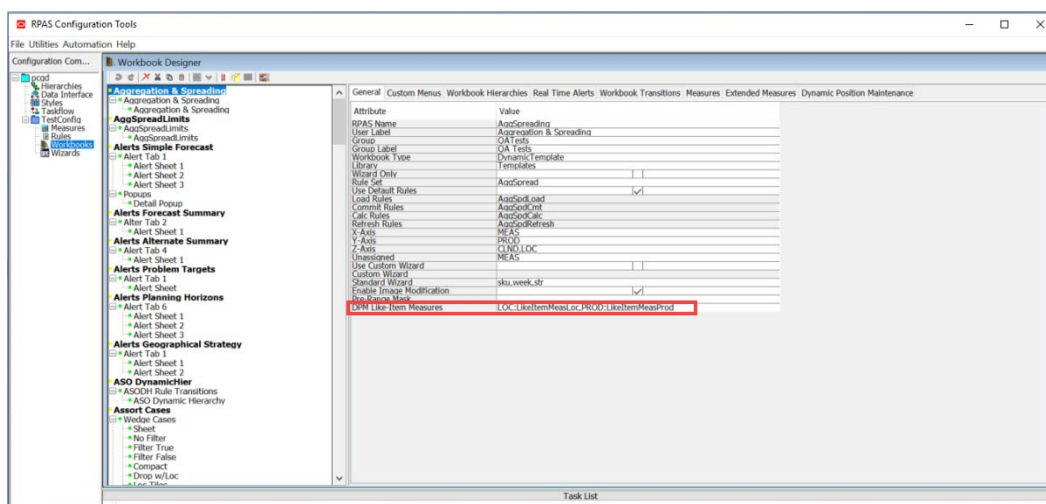 RPAS Configuration Tools
File Utilities Automation Help
Configuration Com...
pcgd
Hierarchies
Data Interface
Styles
Taskflow
TestConfig
Measures
Rules
Workbooks
Wizards
Workbook Designer
Aggregation & Spreading
Aggregation & Spreading
Aggregation & Spreading
AggSpreadLimits
AggSpreadLimits
AggSpreadLimits
Alerts Simple Forecast
Alert Tab 1
Alert Sheet 1
Alert Sheet 2
Alert Sheet 3
Popups
Detail Popup
Alerts Forecast Summary
Alter Tab 2
Alert Sheet 1
Alerts Alternate Summary
Alert Tab 4
Alert Sheet 1
Alerts Problem Targets
Alert Tab 1
Alert Sheet
Alerts Planning Horizons
Alert Tab 6
Alert Sheet 1
Alert Sheet 2
Alert Sheet 3
Alerts Geographical Strategy
Alert Tab 1
Alert Sheet 1
Alert Sheet 2
ASO DynamicHier
ASODH Rule Transitions
ASO Dynamic Hierarchy
Assort Cases
Wedge Cases
Sheet
No Filter
Filter True
Filter False
Compact
Drop w/Loc
Loc Tiles
General Custom Menus Workbook Hierarchies Real Time Alerts Workbook Transitions Measures Extended Measures Dynamic Position Maintenance
Attribute Value
RPAS Name AggSpreading
User Label Aggregation & Spreading
Group OATests
Group Label OA Tests
Workbook Type DynamicTemplate
Library Templates
Wizard Only
Rule Set AggSpread
Use Default Rules
Load Rules AggSpdLoad
Commit Rules AggSpdCmt
Calc Rules AggSpdCalc
Refresh Rules AggSpdRefresh
X-Axis MEAS
Y-Axis PROD
Z-Axis CLND,LOC
Unassigned MEAS
Use Custom Wizard
Custom Wizard
Standard Wizard sku,week,str
Enable Image Modification
Pre-Range Mask
DPM Like-Item Measures LOC:LikeItemMeasLoc,PROD:LikeItemMeasProd
Task List